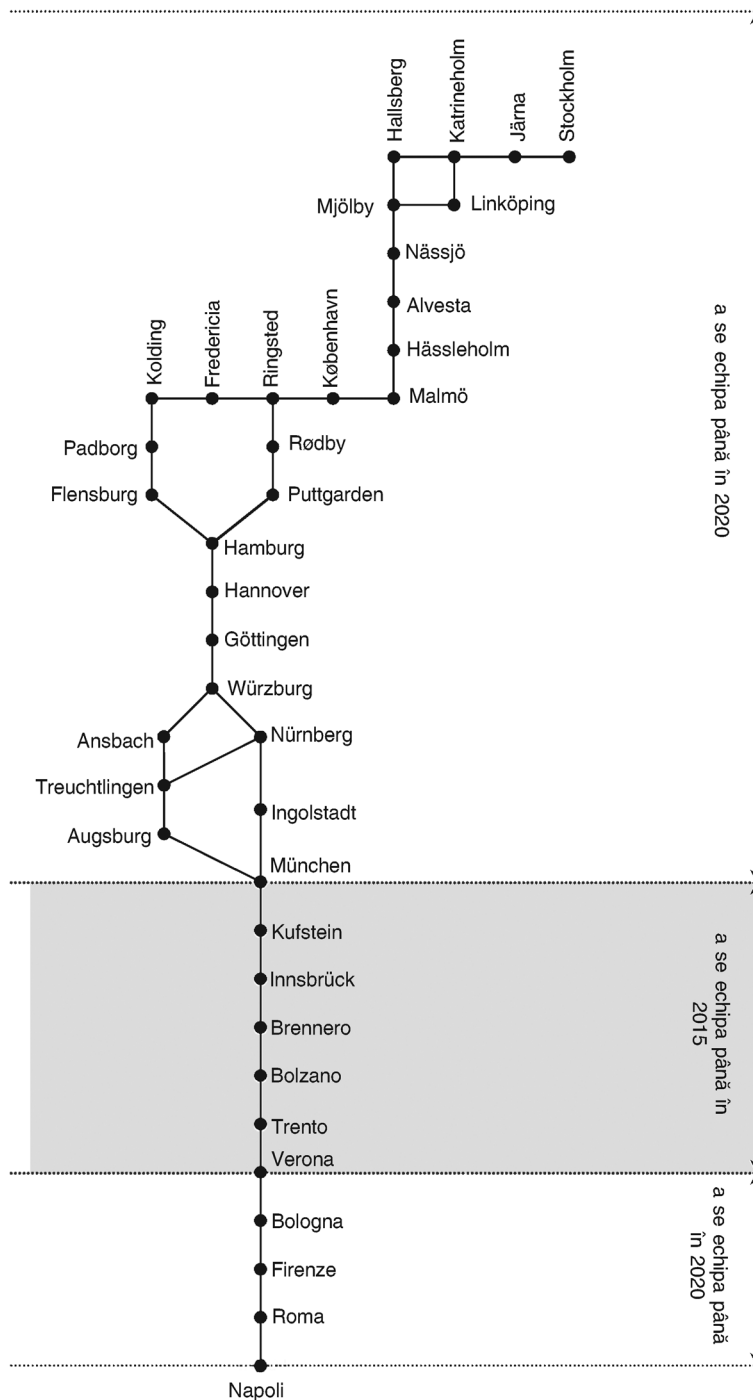 Hallsberg
Katrineholm
Järna
Stockholm
Mjölby
Linköping
Nässjö
Alvesta
Hässleholm
Malmö
Kolding
Fredericia
Ringsted
København
Padborg
Rødby
Flensburg
Puttgarden
Hamburg
Hannover
Göttingen
Würzburg
Ansbach
Nürnberg
Treuchtlingen
Ingolstadt
Augsburg
München
a se echipa până în 2020
Kufstein
Innsbrück
Brennero
Bolzano
Trento
Verona
a se echipa până în
2015
Bologna
Firenze
Roma
Napoli
a se echipa până
în 2020